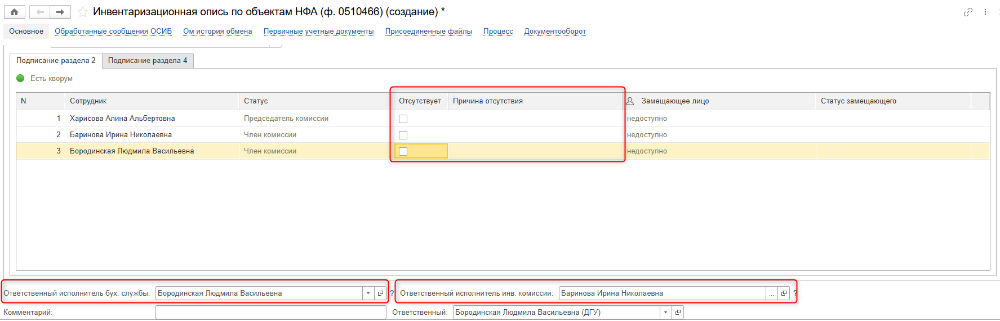 Инвентаризационная опись по объектам НФА (ф. 0510466) (создание) *
Основное Обработанные сообщения ОСИБ Ом история обмена Первичные учетные документы Присоединенные файлы Процесс Документооборот
Подписание раздела 2 Подписание раздела 4
Есть кворум
N Сотрудник Статус Отсутствует Причина отсутствия Замещающее лицо Статус замещающего
1 Харисова Алина Альбертовна Председатель комиссии недоступно
2 Баринова Ирина Николаевна Член комиссии недоступно
3 Бородинская Людмила Васильевна Член комиссии недоступно
Ответственный исполнитель бух. службы: Бородинская Людмила Васильевна ? Ответственный исполнитель инв. комиссии: Баринова Ирина Николаевна ... ?
Комментарий: Ответственный: Бородинская Людмила Васильевна (ДГУ)